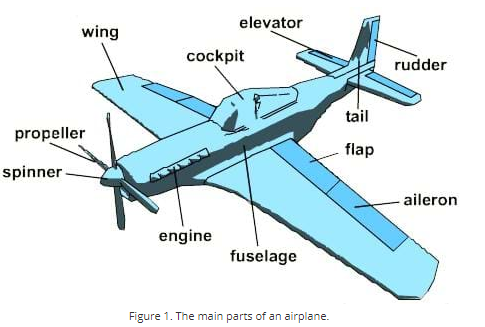 elevator
wing
cockpit
rudder
tail
propeller
flap
spinner
aileron
engine
fuselage
Figure 1. The main parts of an airplane.